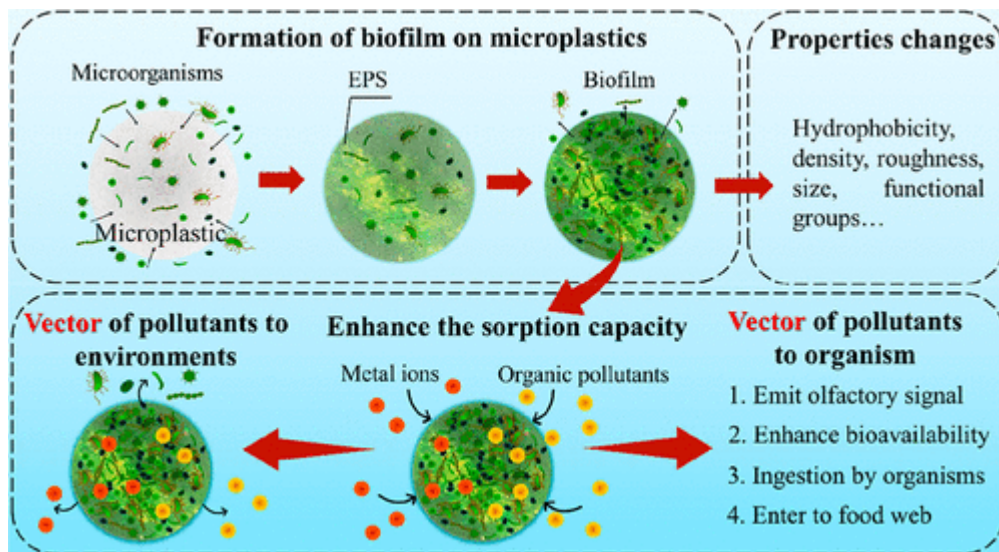 Formation of biofilm on microplastics
Microorganisms
EPS
Biofilm
Microplastic
Properties changes
Hydrophobicity,
density, roughness,
size, functional
groups...
Vector of pollutants to
environments
Enhance the sorption capacity
Metal ions
Organic pollutants
Vector of pollutants
to organism
1. Emit olfactory signal
2. Enhance bioavailability
3. Ingestion by organisms
4. Enter to food web